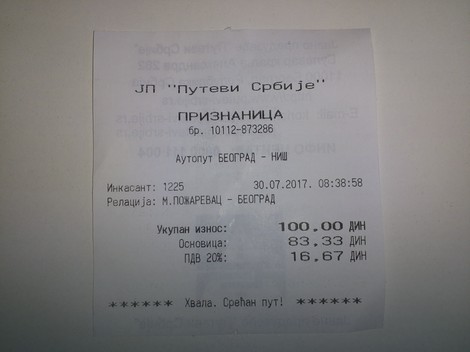 ЈП "Путеви Србије"
ПРИЗНАНИЦА
бр. 10112-873286
Аутопут БЕОГРАД - НИШ
Инкасант: 1225 30.07.2017. 08:38:58
Релација: М.ПОЖАРЕВАЦ - БЕОГРАД
Укупан износ: 100.00 ДИН
Основица: 83.33 ДИН
ПДВ 20%: 16.67 ДИН
****** Хвала. Срећан пут! ******